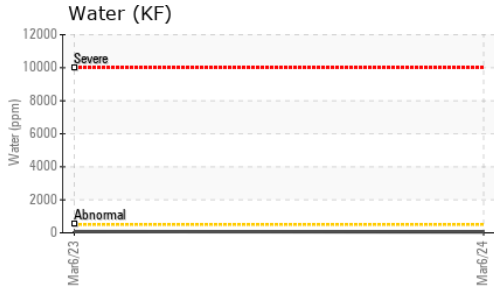 Water (KF)
12000
10000
8000
6000
4000
2000
0
Water (ppm)
Severe
Abnormal
Mar6/23
Mar6/24